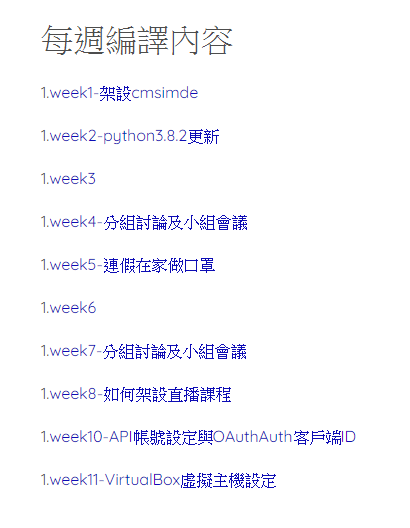 每週編譯內容
1.week1-架設cmsimde
1.week2-python3.8.2更新
1.week3
1.week4-分組討論及小組會議
1.week5-連假在家做口罩
1.week6
1.week7-分組討論及小組會議
1.week8-如何架設直播課程
1.week10-API帳號設定與OAuthAuth客戶端ID
1.week11-VirtualBox虛擬主機設定